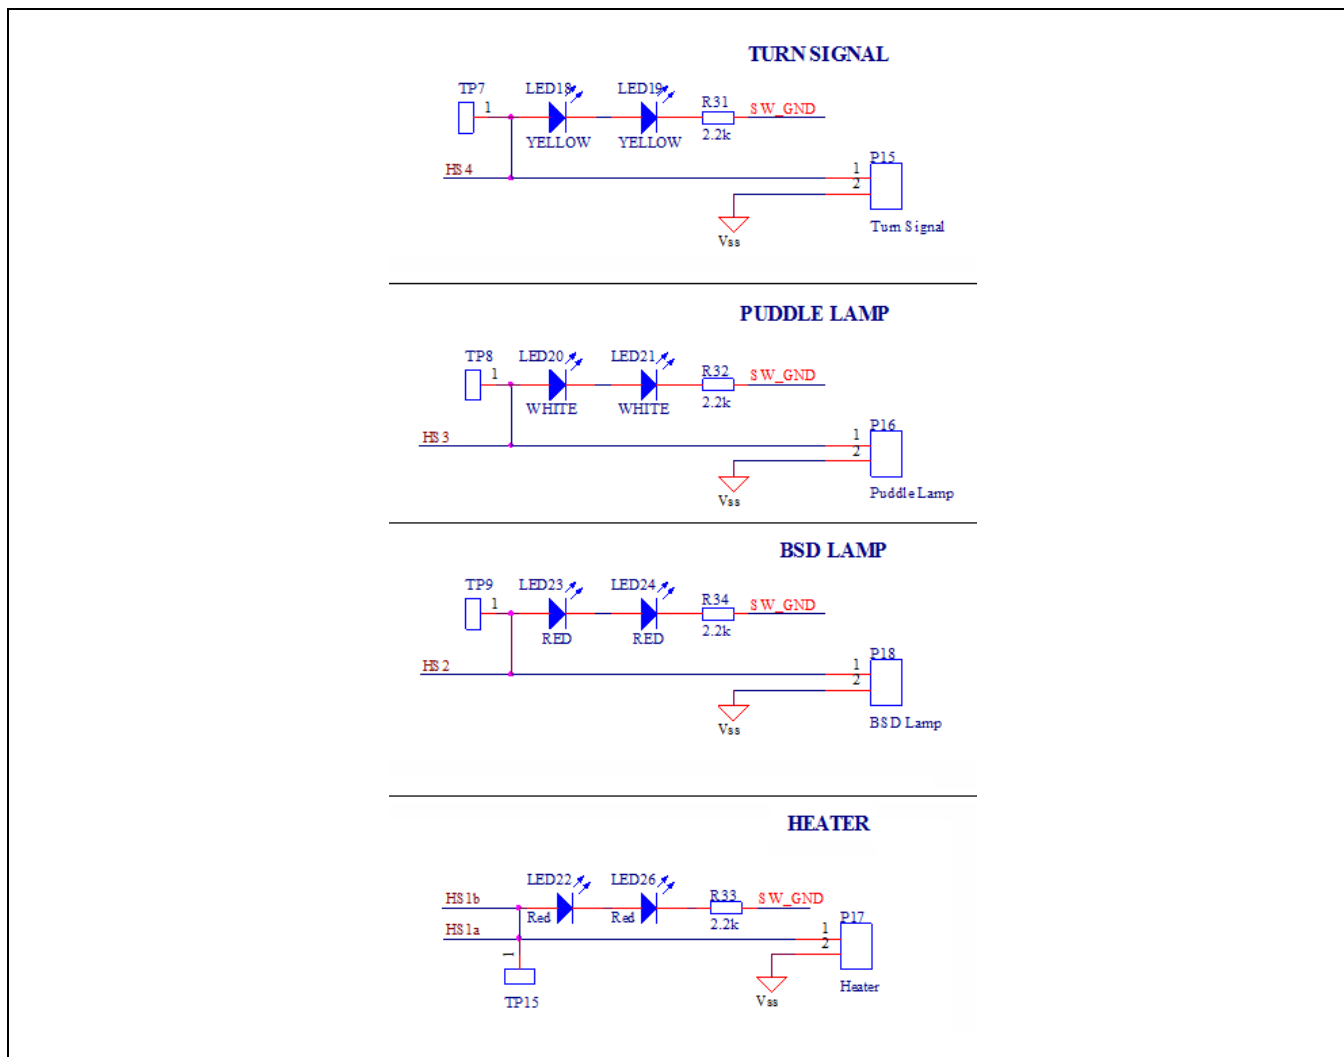 TURN SIGNAL
TP7 LED18 LED19
1 R31 SW_GND
YELLOW YELLOW 2.2k
P15
HS4 1
2
Vss Turn Signal
PUDDLE LAMP
TP8 LED20 LED21
1 R32 SW_GND
WHITE WHITE 2.2k
P16
HS3 1
2
Vss Puddle Lamp
BSD LAMP
TP9 LED23 LED24
1 R34 SW_GND
RED RED 2.2k
P18
HS2 1
2
Vss BSD Lamp
HEATER
LED22 LED26
HS1b R33 SW_GND
Red Red 2.2k P17
HS1a 1
2
1
Vss Heater
TP15